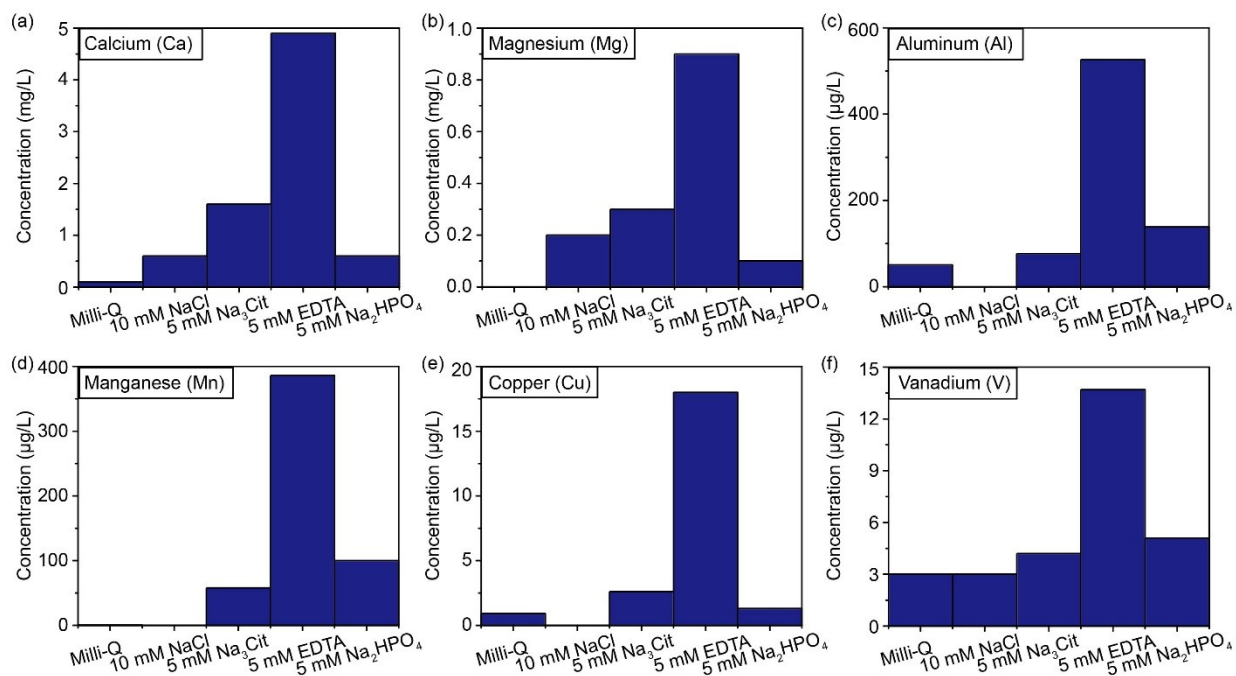 (a)
Calcium (Ca)
Concentration (mg/L)
5
4
3
2
1
0
Milli-Q
10 mM NaCl
5 mM Na₃Cit
5 mM EDTA
5 mM Na₂HPO₄
(b)
Magnesium (Mg)
Concentration (mg/L)
1.0
0.8
0.6
0.4
0.2
0.0
Milli-Q
10 mM NaCl
5 mM Na₃Cit
5 mM EDTA
5 mM Na₂HPO₄
(c)
Aluminum (Al)
Concentration (µg/L)
600
400
200
0
Milli-Q
10 mM NaCl
5 mM Na₃Cit
5 mM EDTA
5 mM Na₂HPO₄
(d)
Manganese (Mn)
Concentration (µg/L)
400
300
200
100
0
Milli-Q
10 mM NaCl
5 mM Na₃Cit
5 mM EDTA
5 mM Na₂HPO₄
(e)
Copper (Cu)
Concentration (µg/L)
20
15
10
5
0
Milli-Q
10 mM NaCl
5 mM Na₃Cit
5 mM EDTA
5 mM Na₂HPO₄
(f)
Vanadium (V)
Concentration (µg/L)
15
12
9
6
3
0
Milli-Q
10 mM NaCl
5 mM Na₃Cit
5 mM EDTA
5 mM Na₂HPO₄